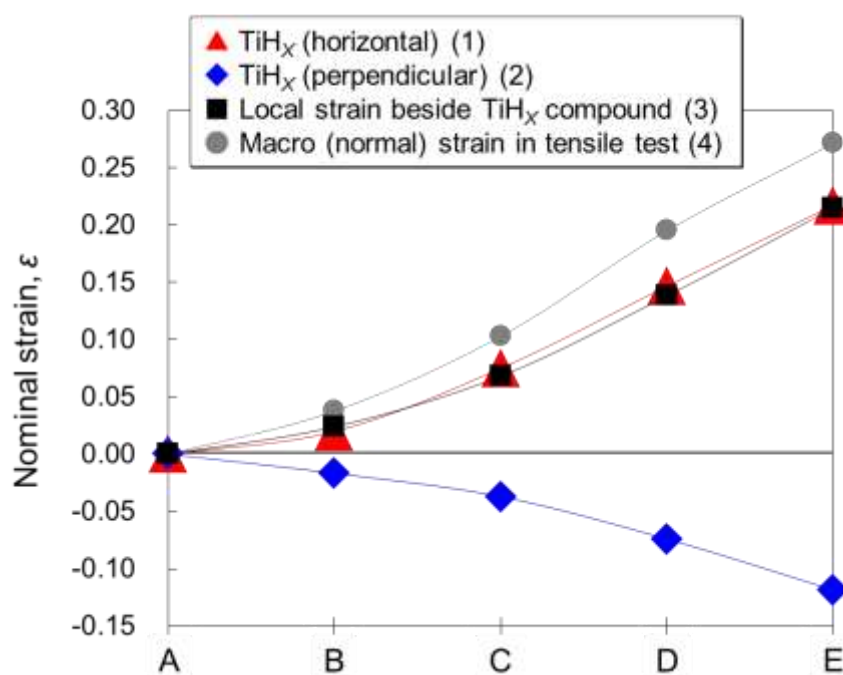 TiHX (horizontal) (1)
TiHX (perpendicular) (2)
Local strain beside TiHX compound (3)
Macro (normal) strain in tensile test (4)
Nominal strain, ε
0.30
0.25
0.20
0.15
0.10
0.05
0.00
-0.05
-0.10
-0.15
A B C D E